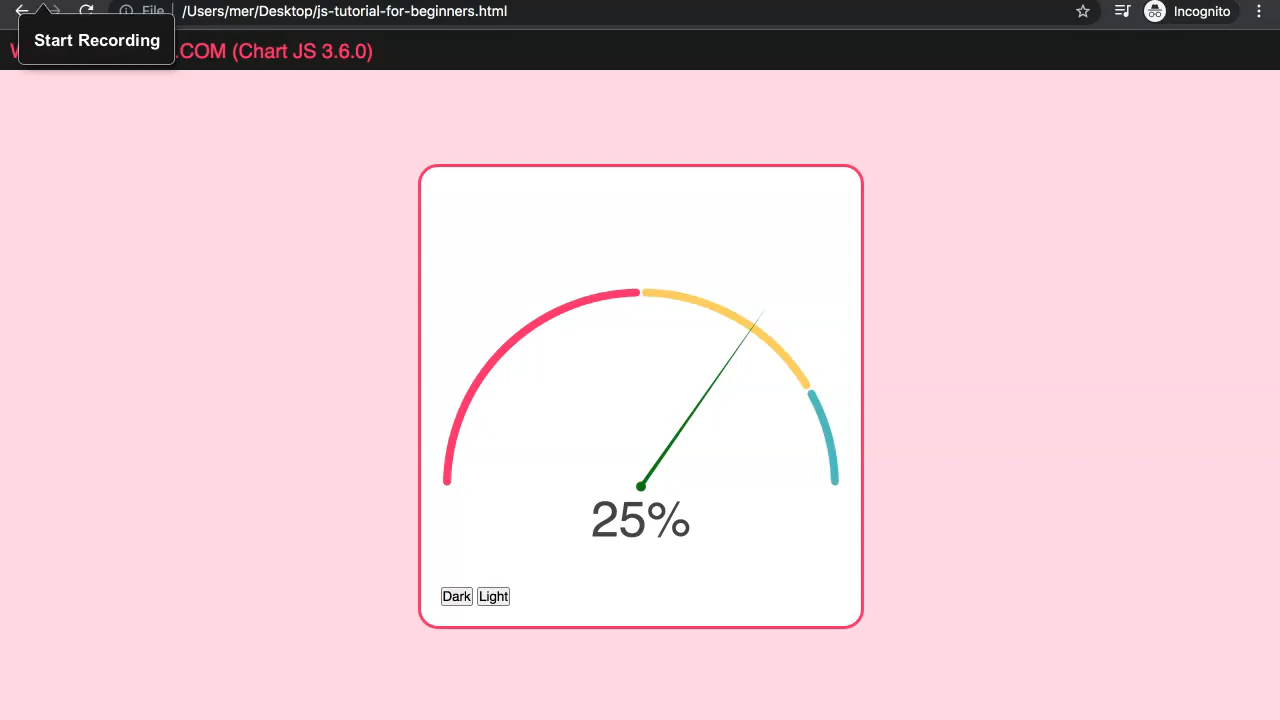 File
/Users/mer/Desktop/js-tutorial-for-beginners.html
Incognito
Start Recording
.COM (Chart JS 3.6.0)
25%
Dark Light